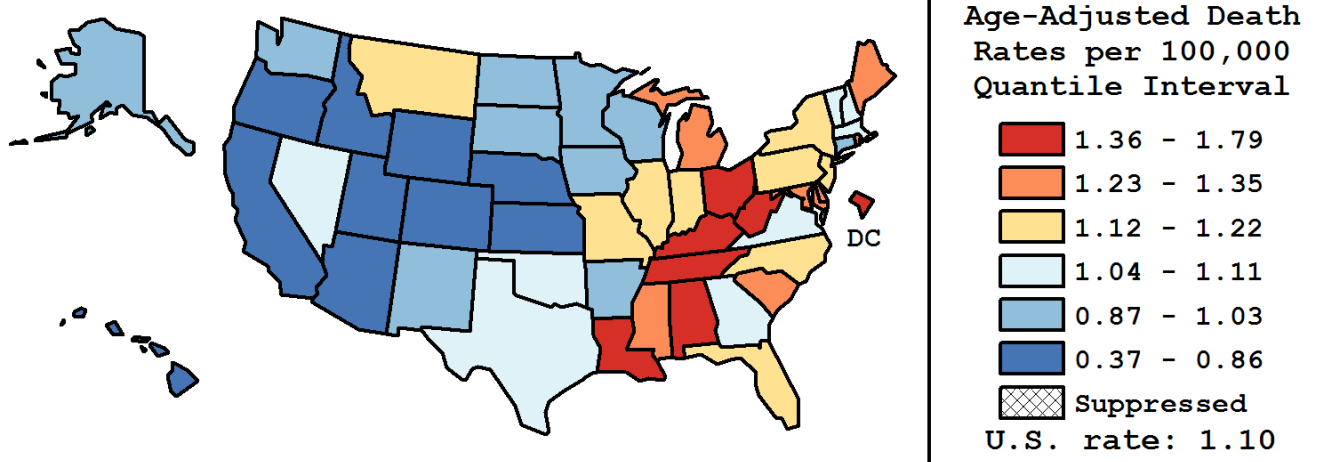 Age-Adjusted Death
Rates per 100,000
Quantile Interval
1.36 - 1.79
1.23 - 1.35
1.12 - 1.22
1.04 - 1.11
0.87 - 1.03
0.37 - 0.86
Suppressed
U.S. rate: 1.10
DC